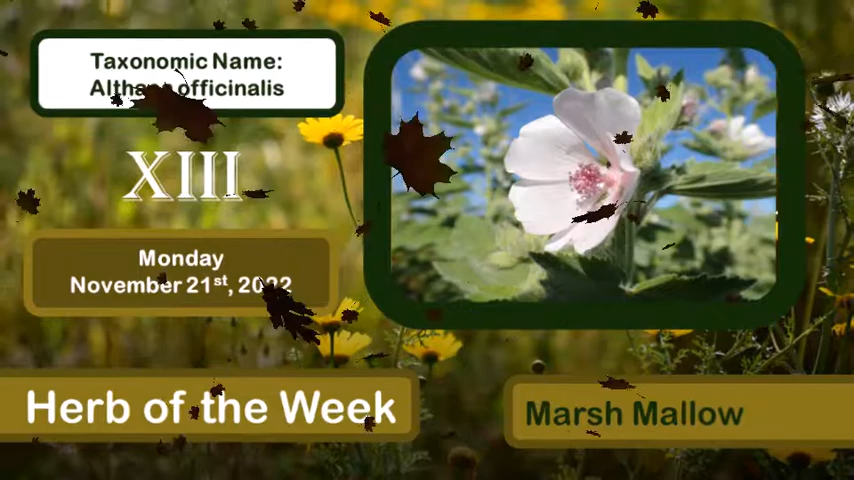 Taxonomic Name:
officinalis
XIII
Monday
November 21st, 2022
Herb of the Week
Marsh Mallow